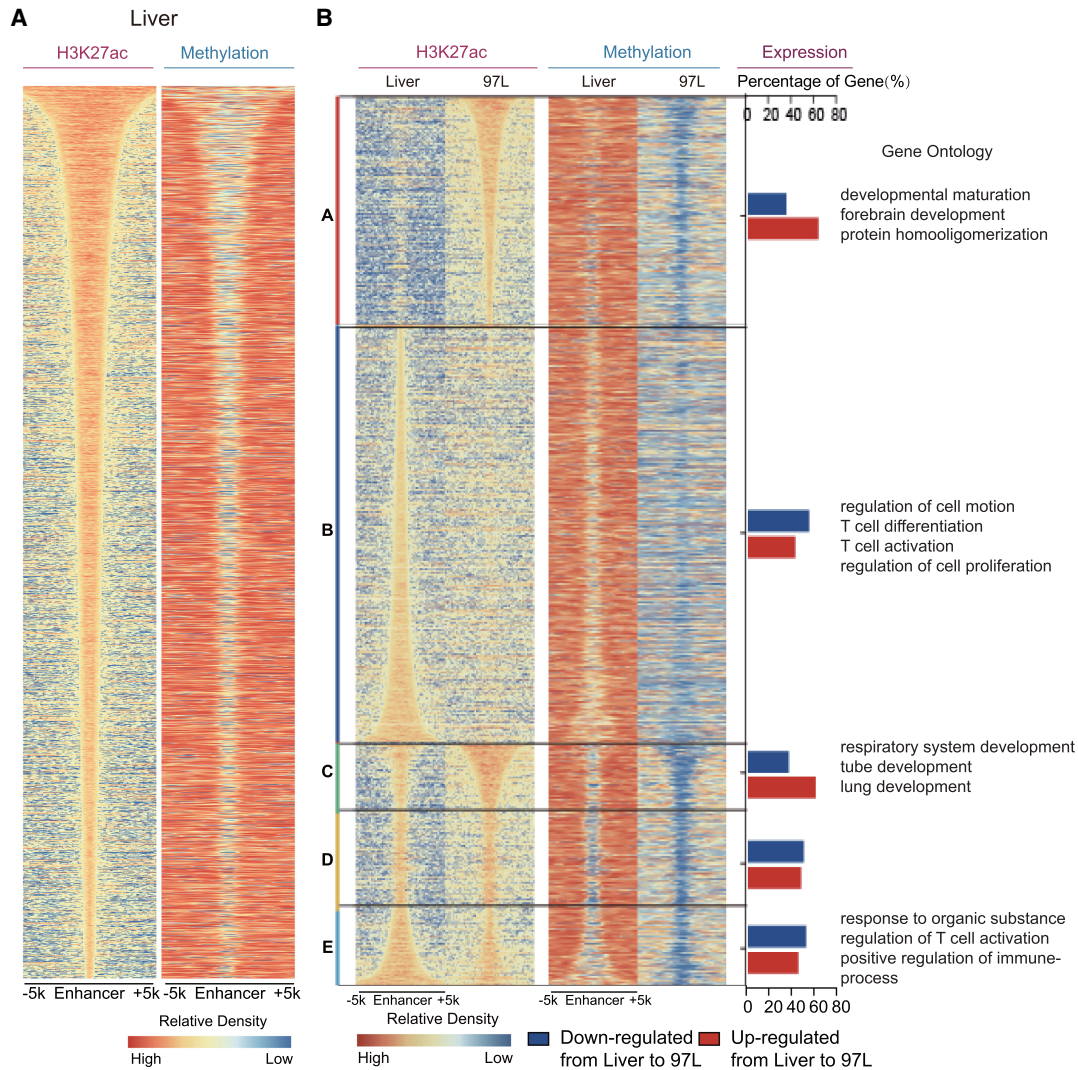 A
Liver
H3K27ac
Methylation
-5k Enhancer +5k
-5k Enhancer +5k
Relative Density
High
Low
B
H3K27ac
Methylation
Expression
Liver
97L
Liver
97L
Percentage of Gene(%)
0 20 40 60 80
Gene Ontology
A
developmental maturation
forebrain development
protein homooligomerization
B
regulation of cell motion
T cell differentiation
T cell activation
regulation of cell proliferation
C
respiratory system development
tube development
lung development
D
E
response to organic substance
regulation of T cell activation
positive regulation of immune-
process
-5k Enhancer +5k
-5k Enhancer +5k
0 20 40 60 80
Relative Density
High
Low
Down-regulated
from Liver to 97L
Up-regulated
from Liver to 97L